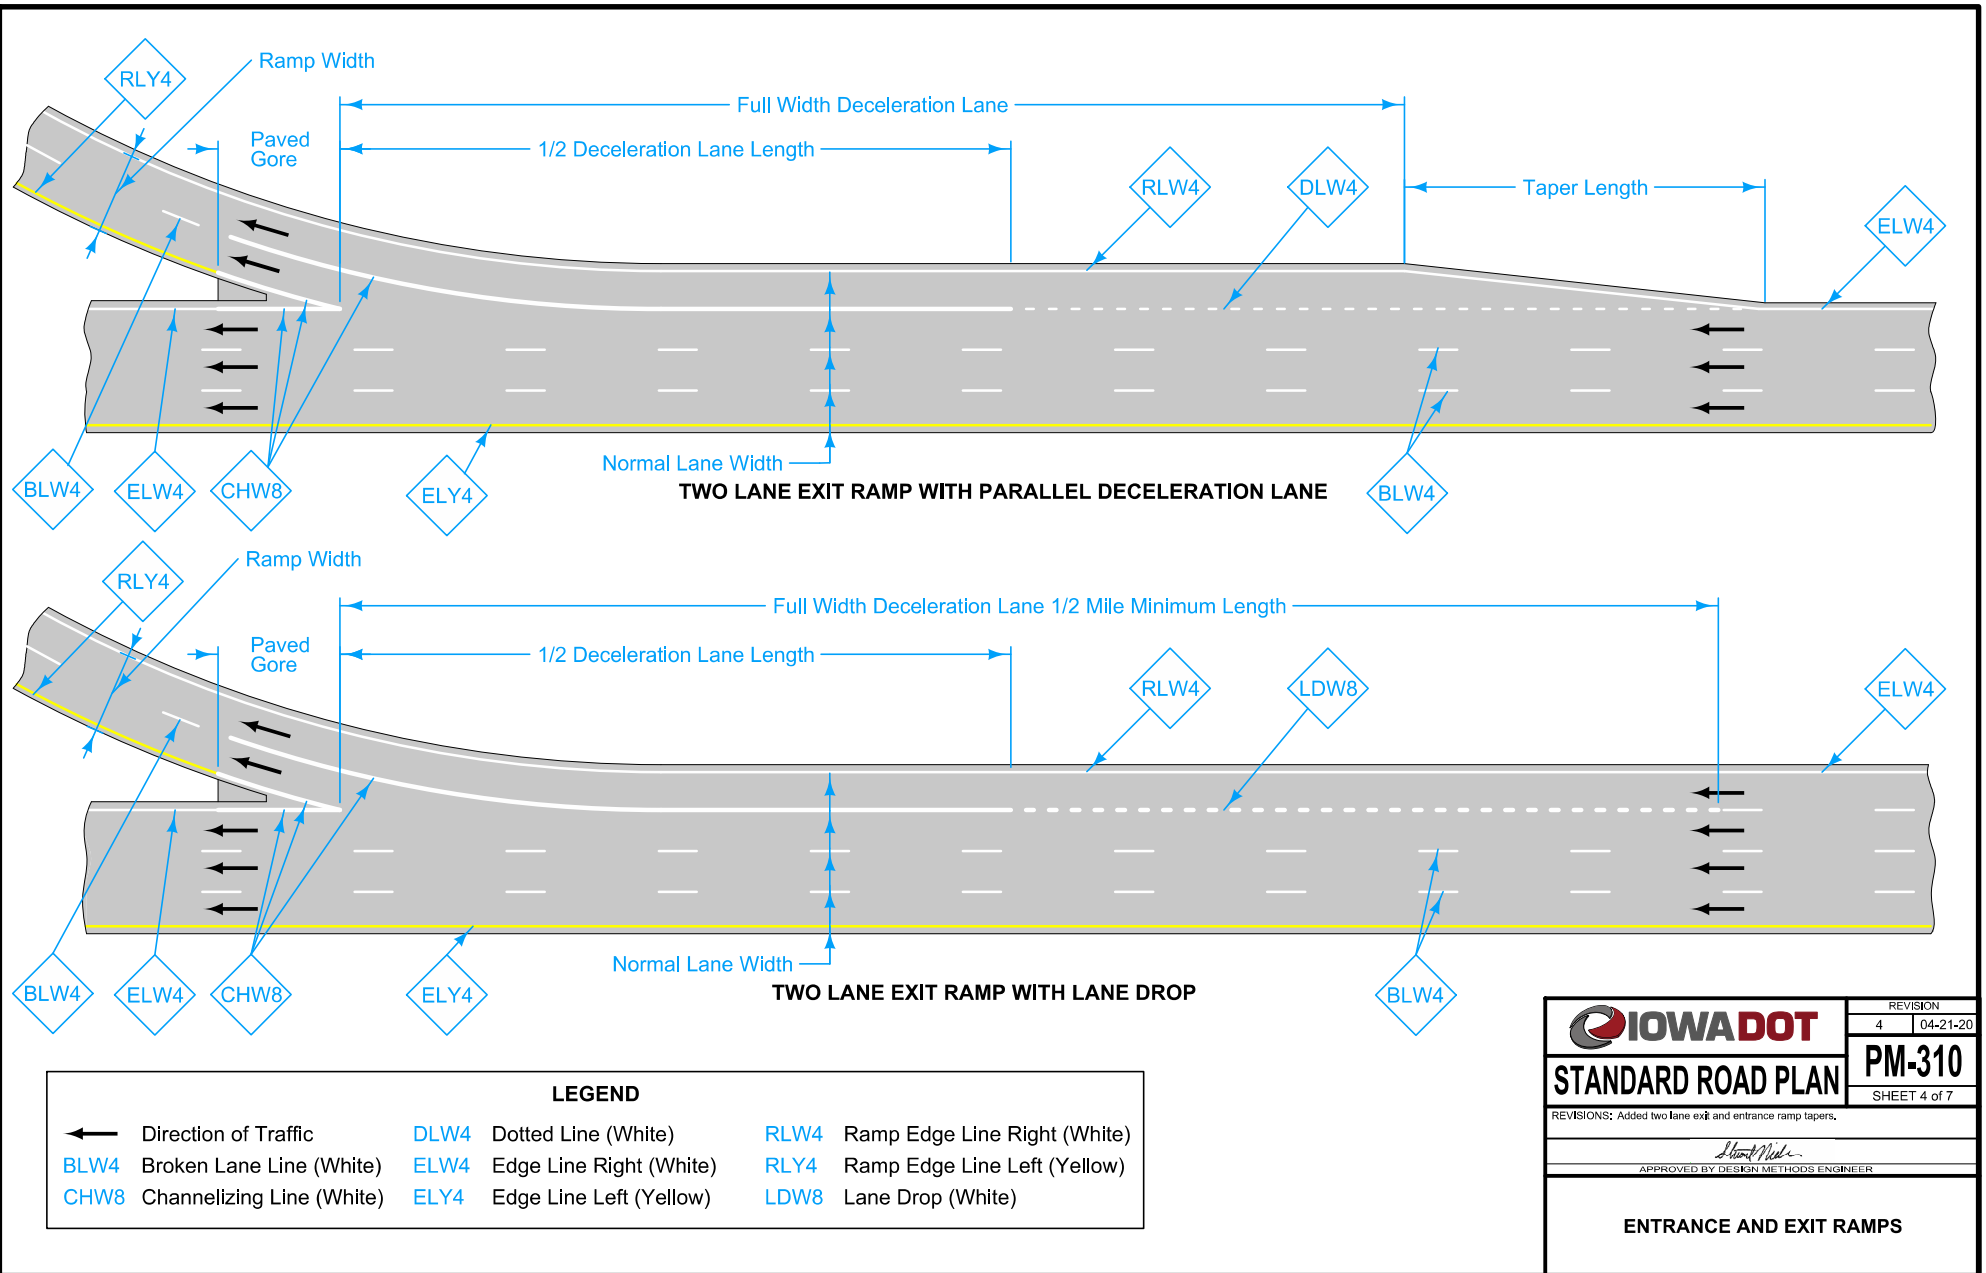 RLY4
Ramp Width
Full Width Deceleration Lane
Paved
Gore
1/2 Deceleration Lane Length
RLW4
DLW4
Taper Length
ELW4
Normal Lane Width
BLW4
ELW4
CHW8
ELY4
BLW4
TWO LANE EXIT RAMP WITH PARALLEL DECELERATION LANE
RLY4
Ramp Width
Full Width Deceleration Lane 1/2 Mile Minimum Length
Paved
Gore
1/2 Deceleration Lane Length
RLW4
LDW8
ELW4
Normal Lane Width
BLW4
ELW4
CHW8
ELY4
BLW4
TWO LANE EXIT RAMP WITH LANE DROP
LEGEND
Direction of Traffic
DLW4 Dotted Line (White)
RLW4 Ramp Edge Line Right (White)
BLW4 Broken Lane Line (White)
ELW4 Edge Line Right (White)
RLY4 Ramp Edge Line Left (Yellow)
CHW8 Channelizing Line (White)
ELY4 Edge Line Left (Yellow)
LDW8 Lane Drop (White)
IOWADOT
REVISION
4 04-21-20
STANDARD ROAD PLAN
PM-310
SHEET 4 of 7
REVISIONS: Added two lane exit and entrance ramp tapers.
APPROVED BY DESIGN METHODS ENGINEER
ENTRANCE AND EXIT RAMPS